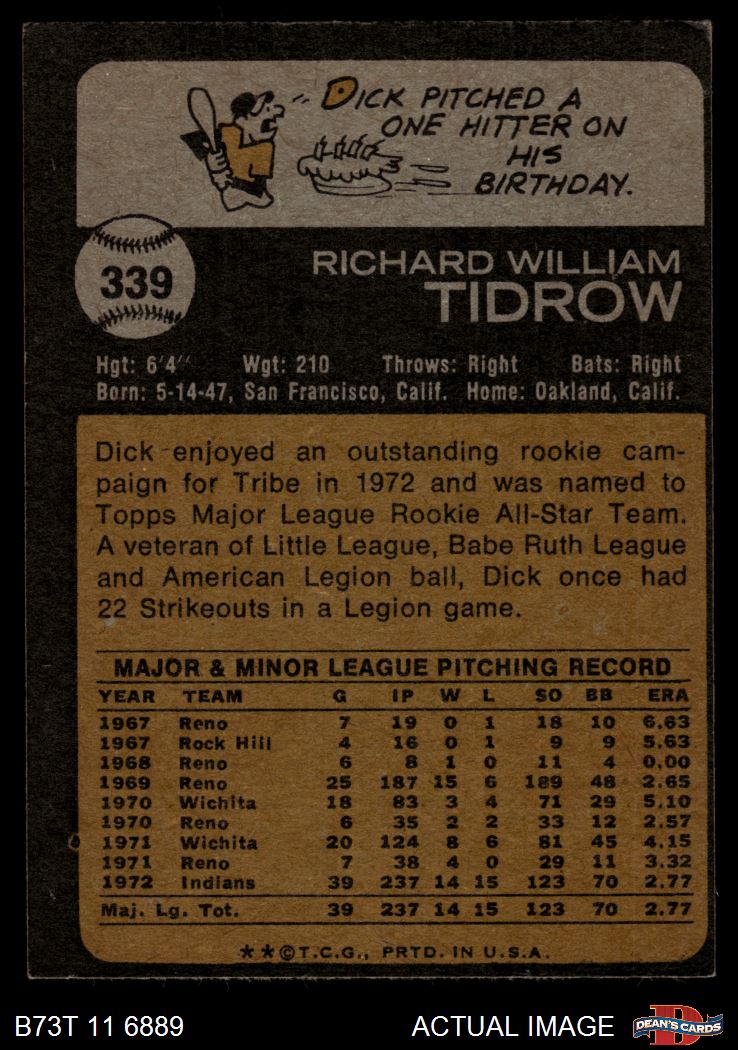 DICK PITCHED A
ONE HITTER ON
HIS
BIRTHDAY.
339
RICHARD WILLIAM
TIDROW
Hgt: 6'4" Wgt: 210 Throws: Right Bats: Right
Born: 5-14-47, San Francisco, Calif. Home: Oakland, Calif.
Dick enjoyed an outstanding rookie cam-
paign for Tribe in 1972 and was named to
Topps Major League Rookie All-Star Team.
A veteran of Little League, Babe Ruth League
and American Legion ball, Dick once had
22 Strikeouts in a Legion game.
MAJOR & MINOR LEAGUE PITCHING RECORD
YEAR TEAM G IP W L SO BB ERA
1967 Reno 7 19 0 1 18 10 6.63
1967 Rock Hill 4 16 0 1 9 9 5.63
1968 Reno 6 8 1 0 11 4 0.00
1969 Reno 25 187 15 6 189 48 2.65
1970 Wichita 18 83 3 4 71 29 5.10
1970 Reno 6 35 2 2 33 12 2.57
1971 Wichita 20 124 8 6 81 45 4.15
1971 Reno 7 38 4 0 29 11 3.32
1972 Indians 39 237 14 15 123 70 2.77
Maj. Lg. Tot. 39 237 14 15 123 70 2.77
**©T.C.G., PRTD. IN U.S.A.
B73T 11 6889 ACTUAL IMAGE D DEAN'S CARDS